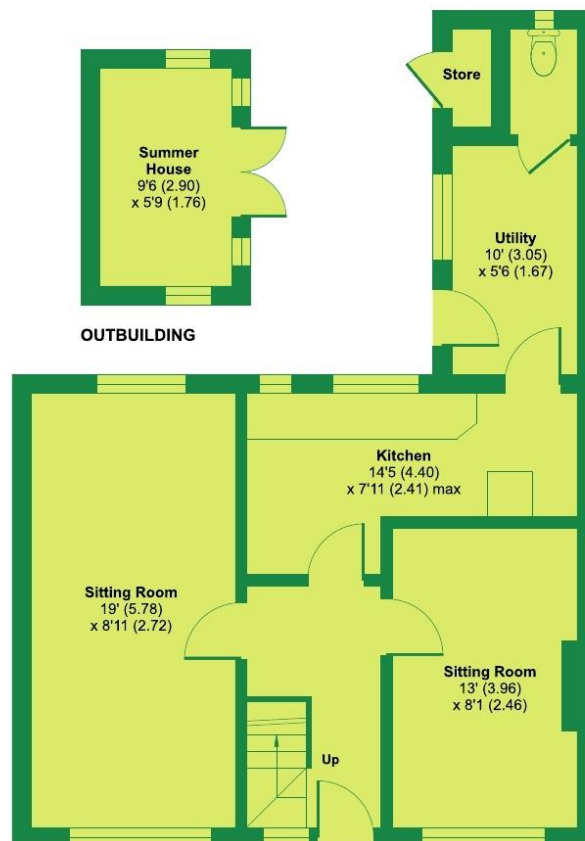 Store
Summer
House
9'6 (2.90)
x 5'9 (1.76)
Utility
10' (3.05)
x 5'6 (1.67)
OUTBUILDING
Kitchen
14'5 (4.40)
x 7'11 (2.41) max
Sitting Room
19' (5.78)
x 8'11 (2.72)
Sitting Room
13' (3.96)
x 8'1 (2.46)
Up